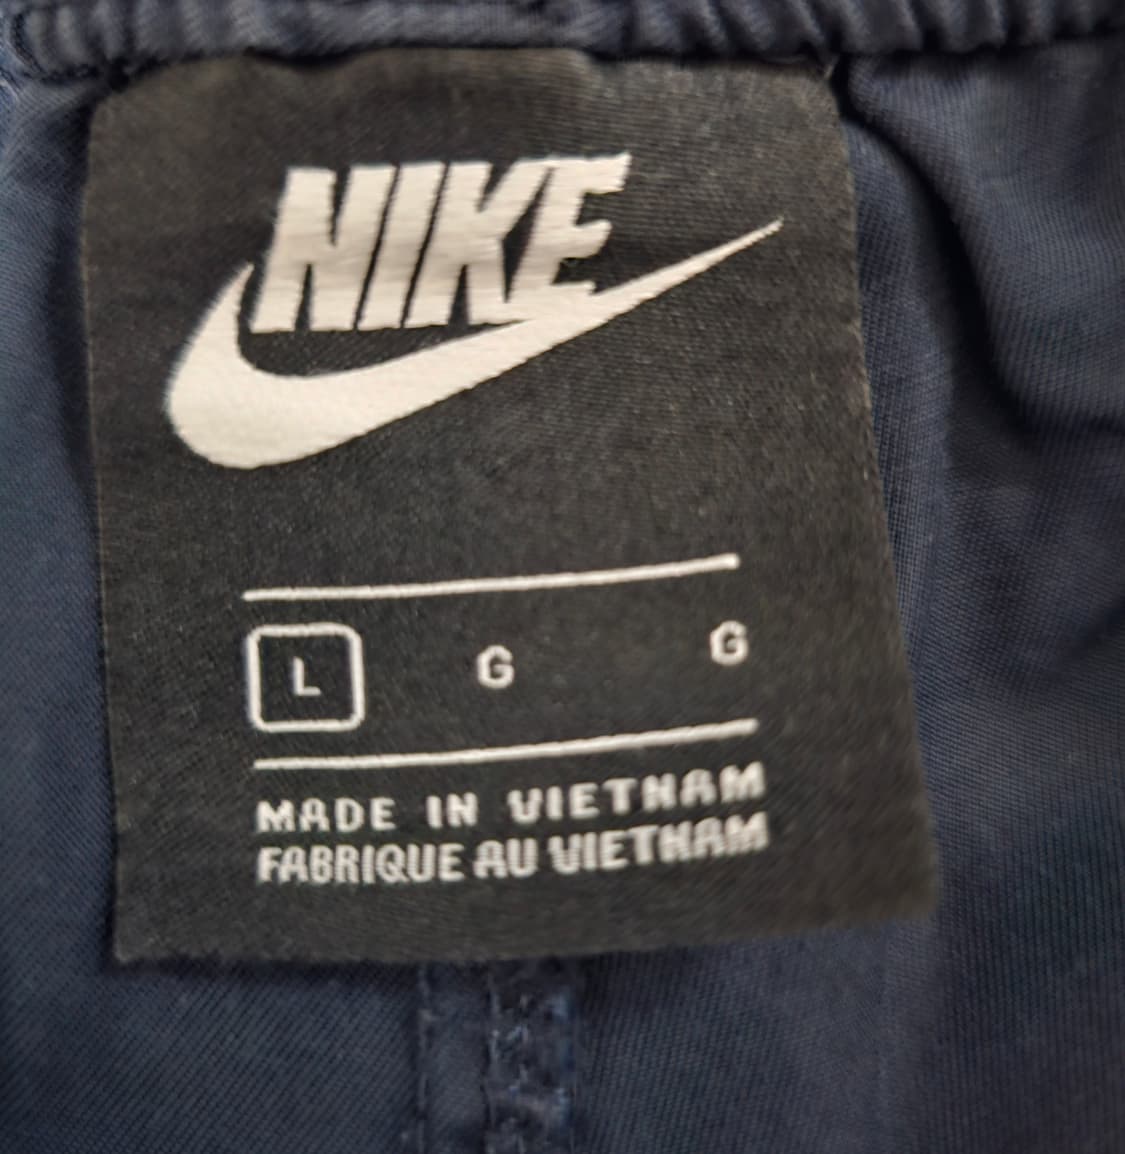 NIKE
L G G
MADE IN VIETNAM
FABRIQUE AU VIETNAM